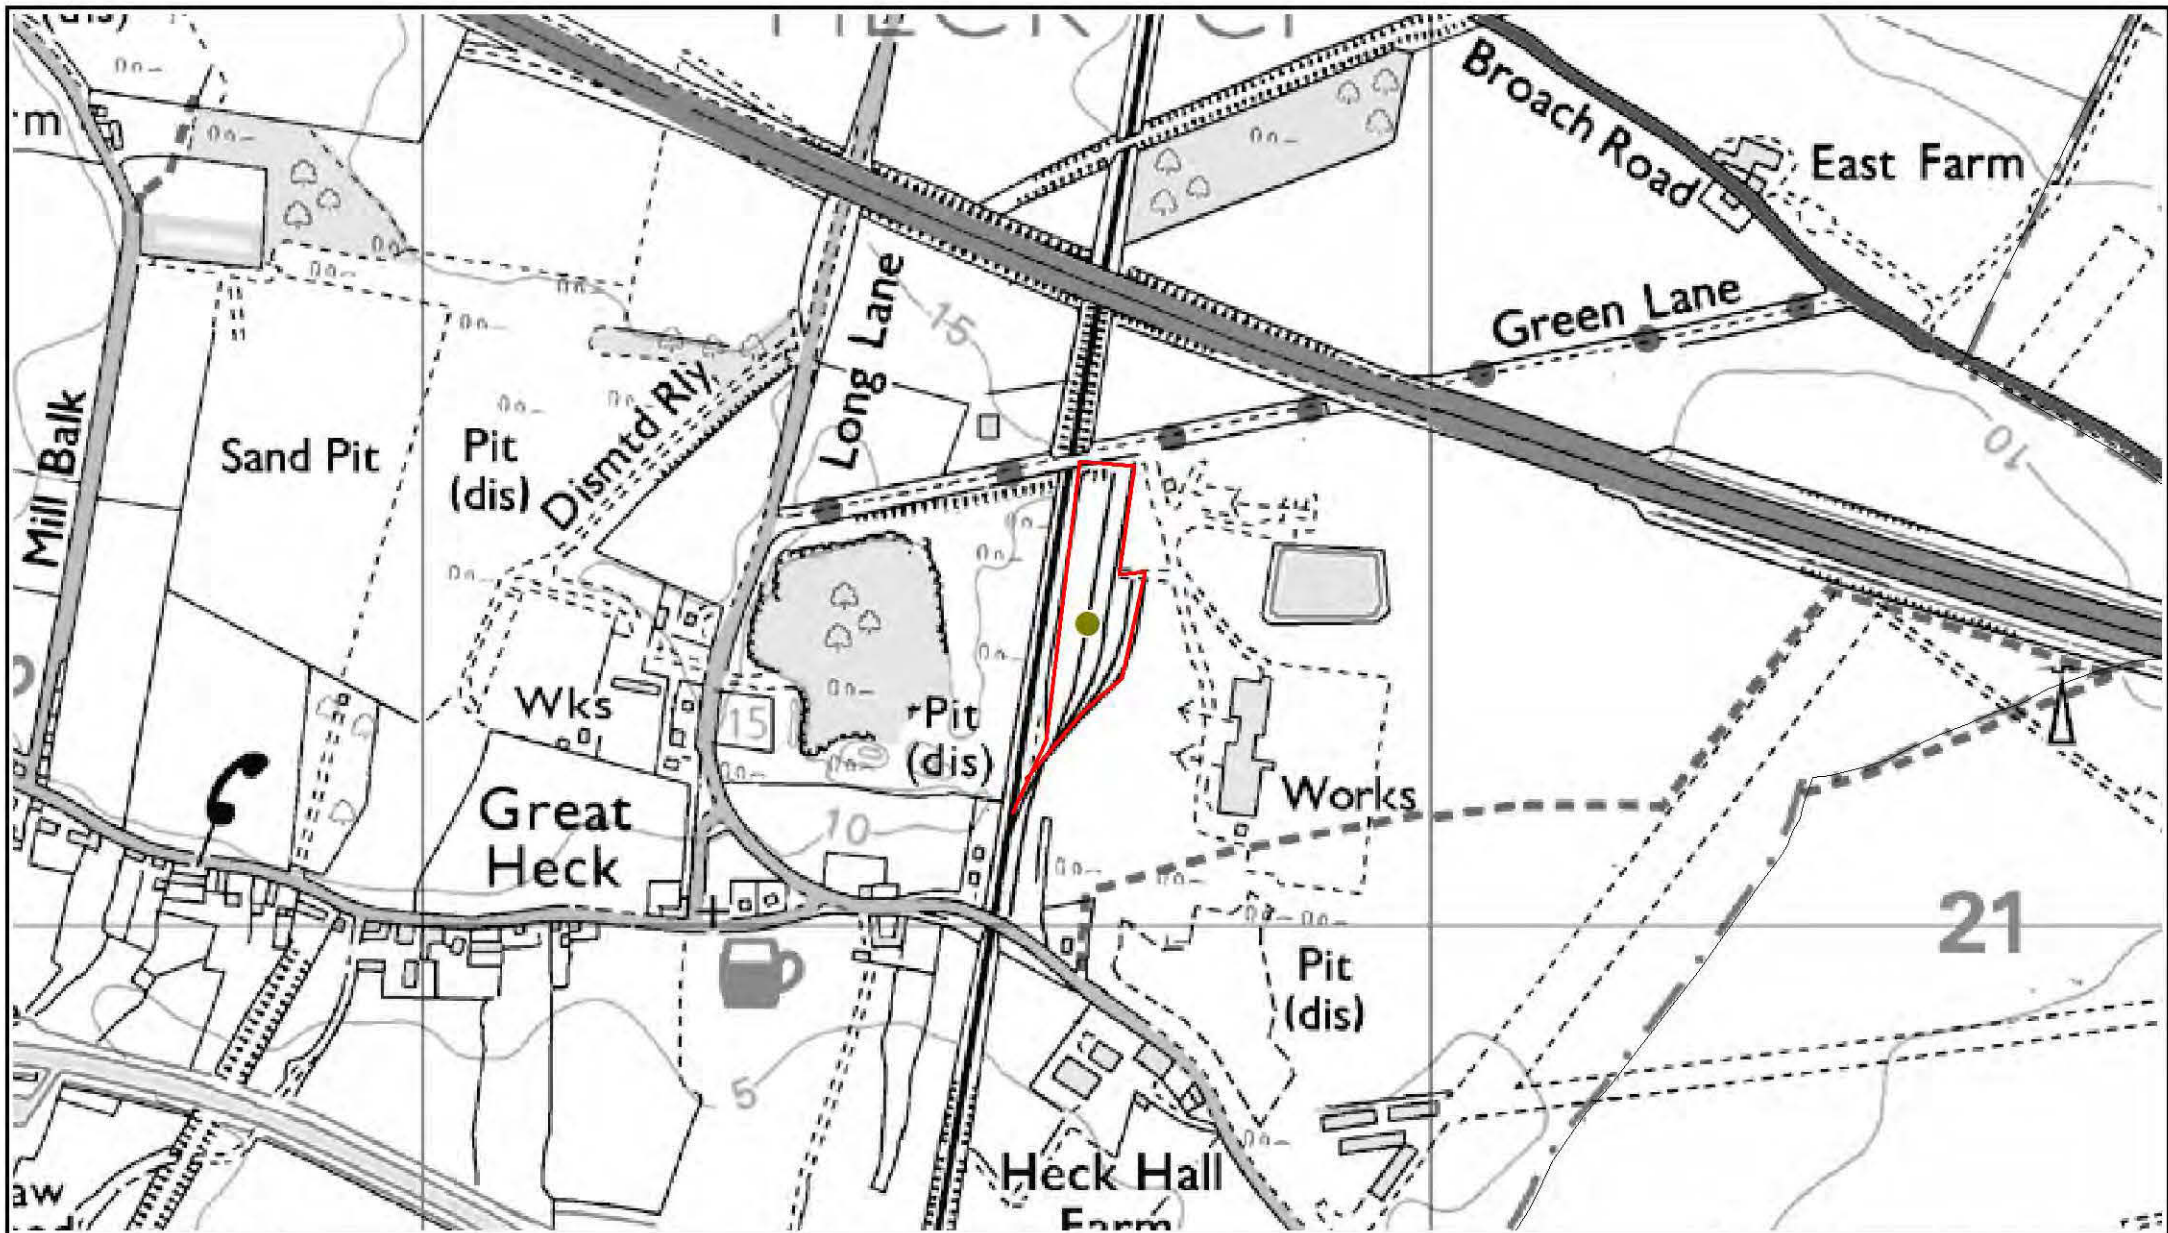 Broach Road
East Farm
Green Lane
15
Long Lane
Dismtd Rly
Mill Balk
Sand Pit
Pit
(dis)
10
Wks
15
Pit
(dis)
Works
Great
Heck
10
21
Pit
(dis)
5
Heck Hall
Farm